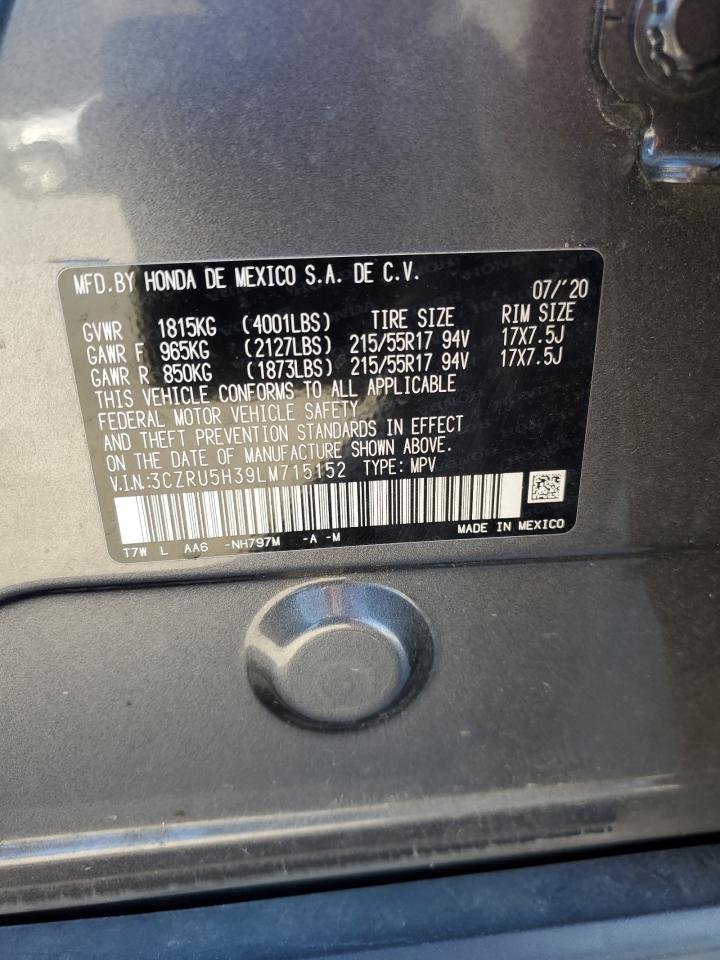 MFD.BY HONDA DE MEXICO S.A. DE C.V.
07/'20
GVWR 1815KG (4001LBS) TIRE SIZE RIM SIZE
GAWR F 965KG (2127LBS) 215/55R17 94V 17X7.5J
GAWR R 850KG (1873LBS) 215/55R17 94V 17X7.5J
THIS VEHICLE CONFORMS TO ALL APPLICABLE
FEDERAL MOTOR VEHICLE SAFETY
AND THEFT PREVENTION STANDARDS IN EFFECT
ON THE DATE OF MANUFACTURE SHOWN ABOVE.
V.I.N.:3CZRU5H39LM715152 TYPE: MPV
T7W L AA6 -NH797M -A -M MADE IN MEXICO